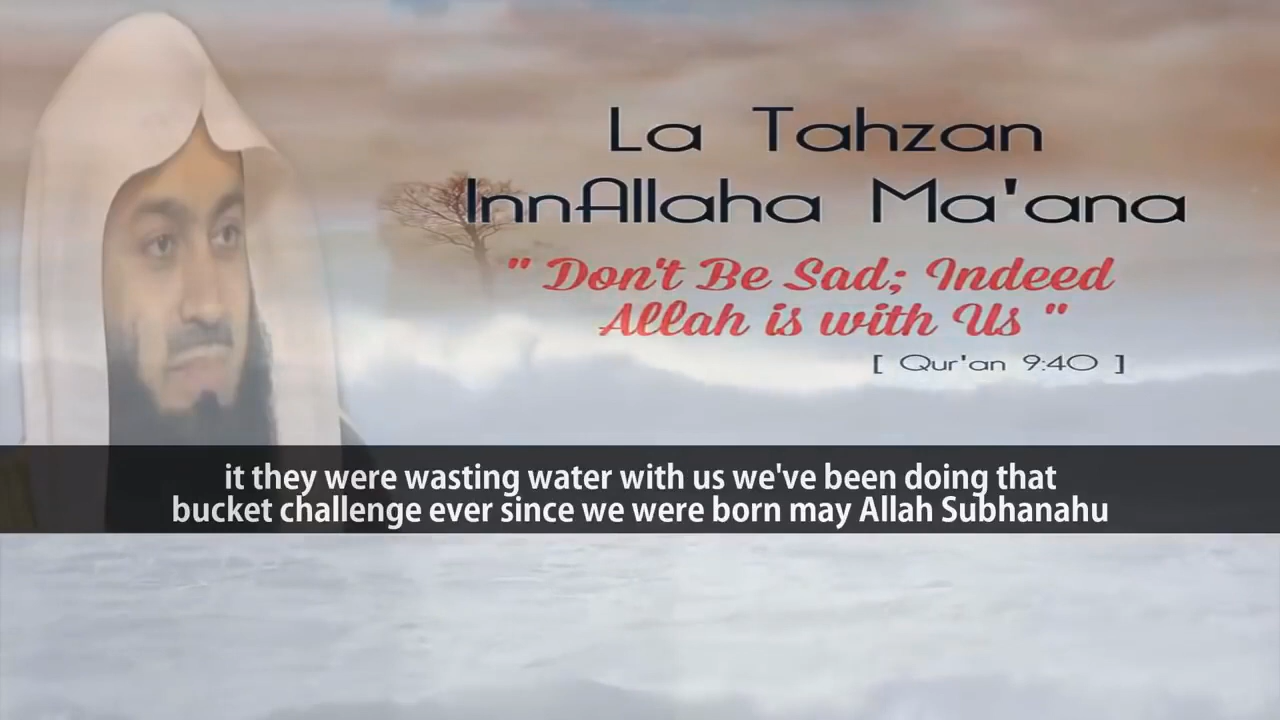 La Tahzan
InnAllaha Ma'ana
" Don't Be Sad; Indeed
Allah is with Us "
[ Qur'an 9:40 ]
it they were wasting water with us we've been doing that
bucket challenge ever since we were born may Allah Subhanahu